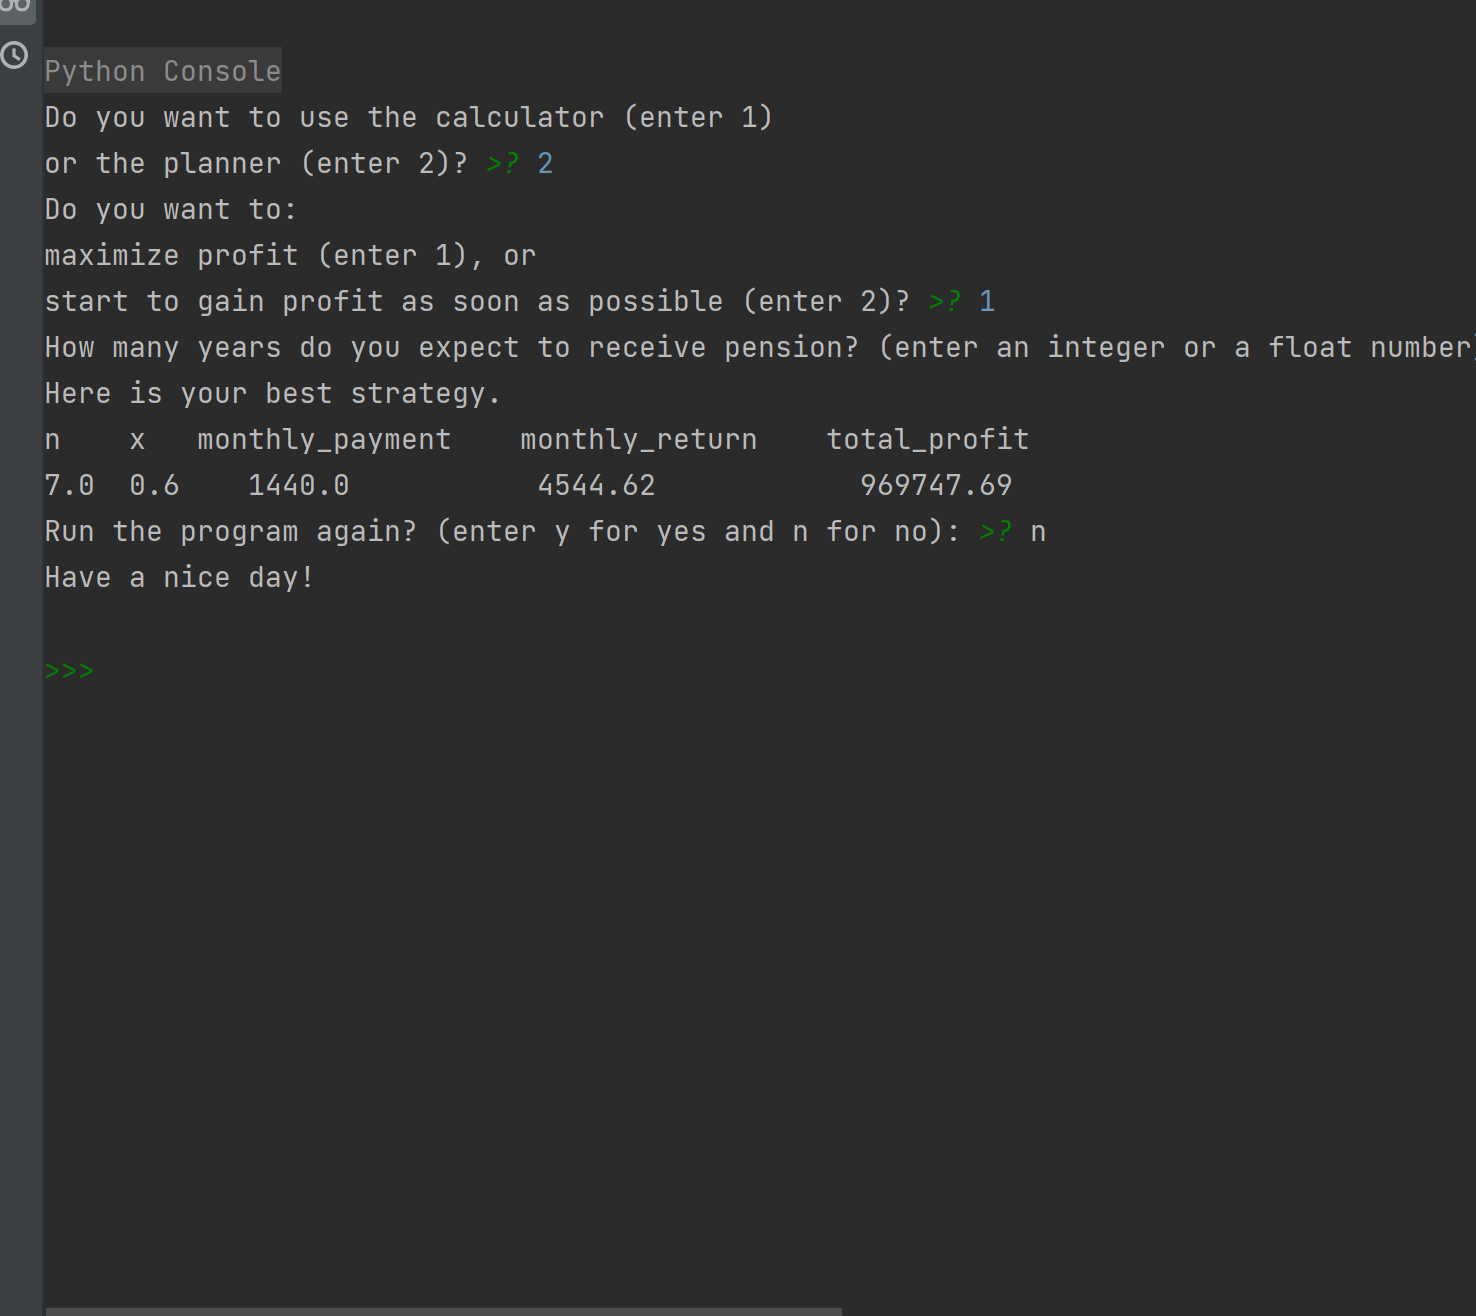 Python Console
Do you want to use the calculator (enter 1)
or the planner (enter 2)? >? 2
Do you want to:
maximize profit (enter 1), or
start to gain profit as soon as possible (enter 2)? >? 1
How many years do you expect to receive pension? (enter an integer or a float number)
Here is your best strategy.
n x monthly_payment monthly_return total_profit
7.0 0.6 1440.0 4544.62 969747.69
Run the program again? (enter y for yes and n for no): >? n
Have a nice day!
>>>